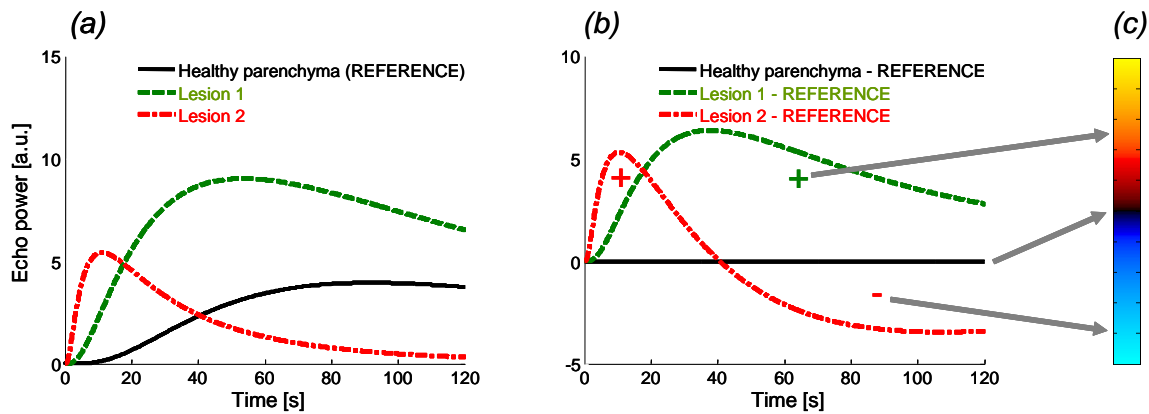 (a)
(b)
(c)
15
10
5
0
Echo power [a.u.]
Healthy parenchyma (REFERENCE)
Lesion 1
Lesion 2
0 20 40 60 80 100 120
Time [s]
10
5
0
-5
Healthy parenchyma - REFERENCE
Lesion 1 - REFERENCE
Lesion 2 - REFERENCE
+
+
-
0 20 40 60 80 100 120
Time [s]